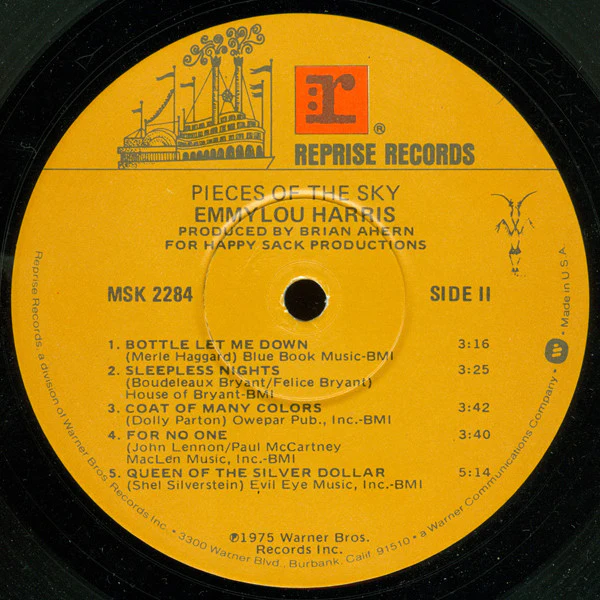 r
®
REPRISE RECORDS
PIECES OF THE SKY
EMMYLOU HARRIS
PRODUCED BY BRIAN AHERN
FOR HAPPY SACK PRODUCTIONS
MSK 2284
SIDE II
1. BOTTLE LET ME DOWN 3:16
(Merle Haggard) Blue Book Music-BMI
2. SLEEPLESS NIGHTS 3:25
(Boudeleaux Bryant/Felice Bryant)
House of Bryant-BMI
3. COAT OF MANY COLORS 3:42
(Dolly Parton) Owepar Pub., Inc.-BMI
4. FOR NO ONE 3:40
(John Lennon/Paul McCartney
MacLen Music, Inc.-BMI
5. QUEEN OF THE SILVER DOLLAR 5:14
(Shel Silverstein) Evil Eye Music, Inc.-BMI
℗1975 Warner Bros.
Records Inc.
Reprise Records, a division of Warner Bros. Records Inc. • 3300 Warner Blvd., Burbank, Calif. 91510 • a Warner Communications Company • W • Made in U.S.A.